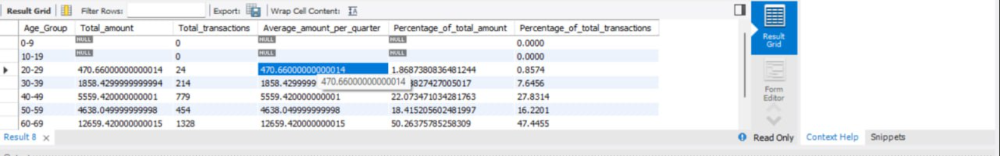 Result Grid Filter Rows: Export: Wrap Cell Content:
Age_Group Total_amount Total_transactions Average_amount_per_quarter Percentage_of_total_amount Percentage_of_total_transactions
0-9 NULL 0 NULL NULL 0.0000
10-19 NULL 0 NULL NULL 0.0000
20-29 470.66000000000014 24 470.66000000000014 1.8687380836481244 0.8574
30-39 1858.4299999999994 214 1858.4299999 470.66000000000014 3827427005017 7.6456
40-49 5559.420000000001 779 5559.420000000001 22.073471034281763 27.8314
50-59 4638.049999999998 454 4638.049999999998 18.415205602481997 16.2201
60-69 12659.420000000015 1328 12659.420000000015 50.26375785258309 47.4455
Result
Grid
Form
Editor
Result 8 Read Only Context Help Snippets